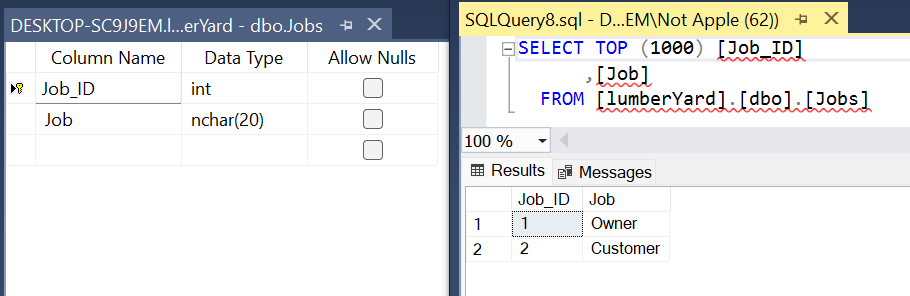 DESKTOP-SC9J9EM.l...erYard - dbo.Jobs
Column Name Data Type Allow Nulls
Job_ID int
Job nchar(20)
SQLQuery8.sql - D...EM\Not Apple (62))
SELECT TOP (1000) [Job_ID]
,[Job]
FROM [lumberYard].[dbo].[Jobs]
100 %
Results Messages
Job_ID Job
1 1 Owner
2 2 Customer